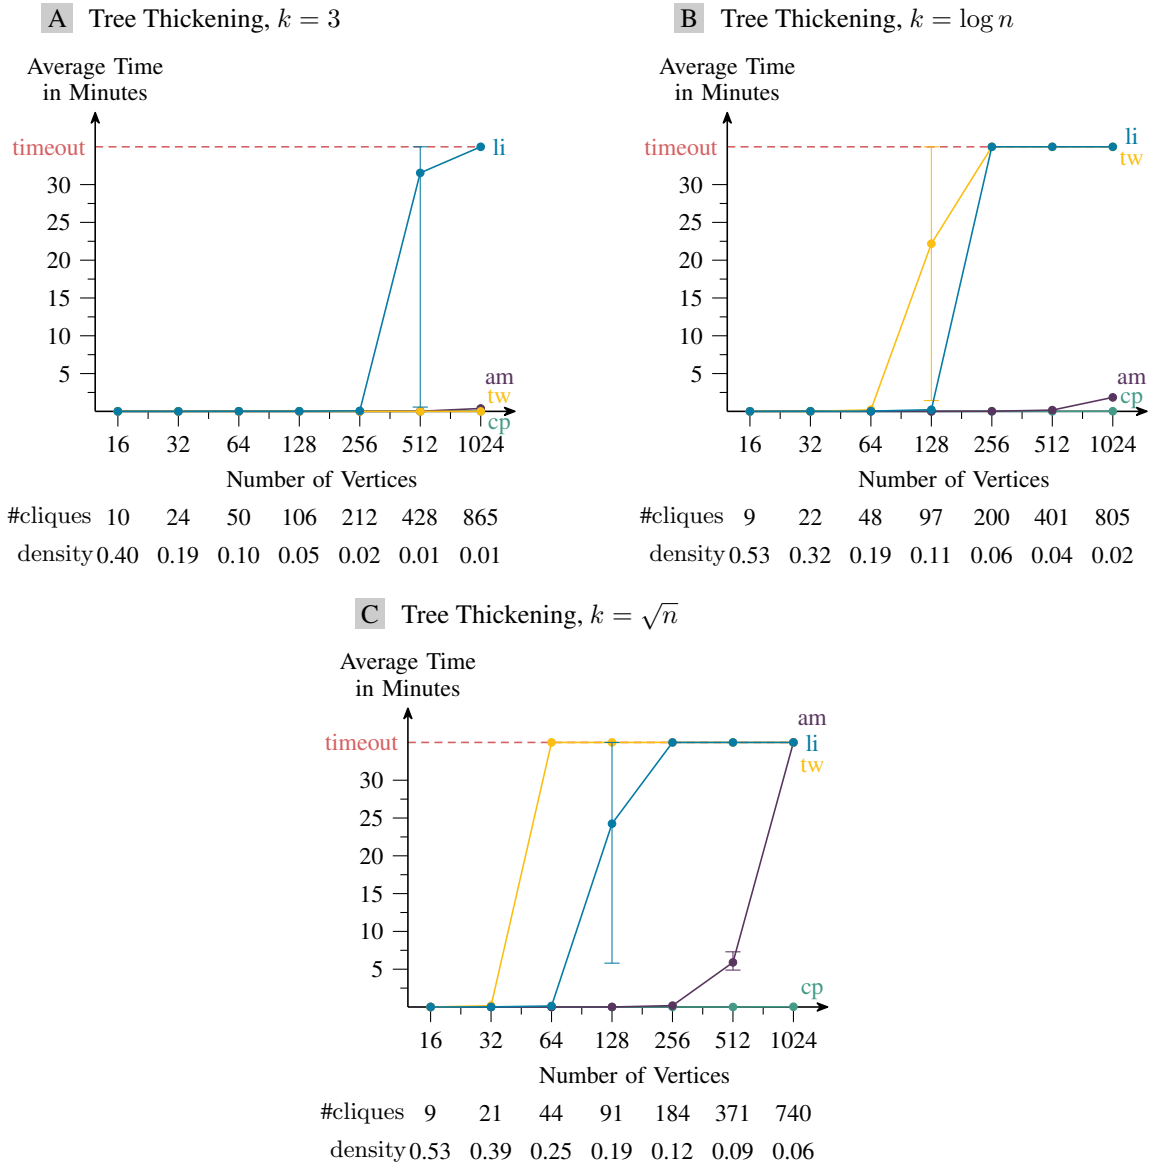 A Tree Thickening, k = 3
Average Time
in Minutes
timeout
30
25
20
15
10
5
li
am
tw
cp
16 32 64 128 256 512 1024
Number of Vertices
#cliques 10 24 50 106 212 428 865
density 0.40 0.19 0.10 0.05 0.02 0.01 0.01
B Tree Thickening, k = log n
Average Time
in Minutes
timeout
30
25
20
15
10
5
li
tw
am
cp
16 32 64 128 256 512 1024
Number of Vertices
#cliques 9 22 48 97 200 401 805
density 0.53 0.32 0.19 0.11 0.06 0.04 0.02
C Tree Thickening, k = √n
Average Time
in Minutes
timeout
30
25
20
15
10
5
am
li
tw
cp
16 32 64 128 256 512 1024
Number of Vertices
#cliques 9 21 44 91 184 371 740
density 0.53 0.39 0.25 0.19 0.12 0.09 0.06